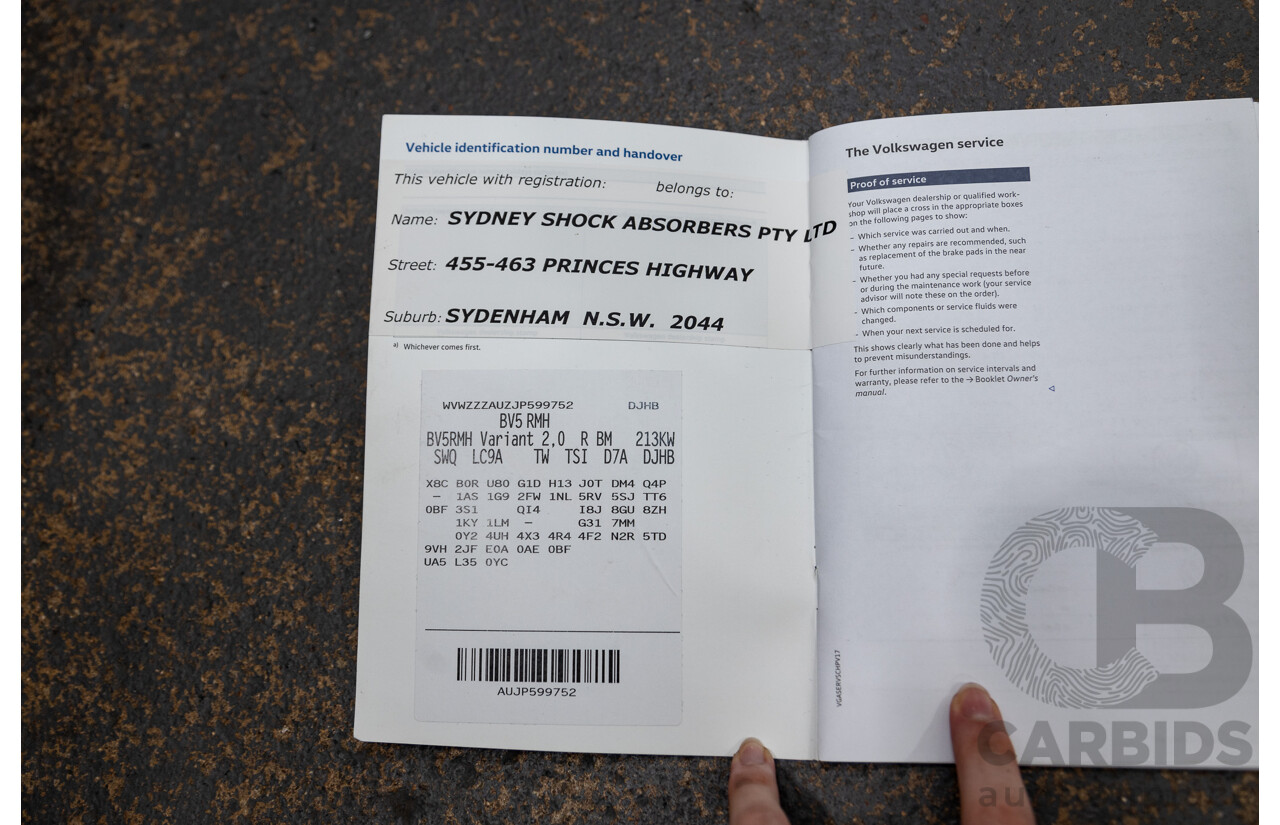 Vehicle identification number and handover
This vehicle with registration: belongs to:
Name: SYDNEY SHOCK ABSORBERS PTY LTD
Street: 455-463 PRINCES HIGHWAY
Suburb: SYDENHAM N.S.W. 2044
a) Whichever comes first.
WVWZZZAUZJP599752 DJHB
BV5 RMH
BV5RMH Variant 2,0 R BM 213KW
SWQ LC9A TW TSI D7A DJHB
X8C B0R U80 G1D H13 J0T DM4 Q4P
– 1AS 1G9 2FW 1NL 5RV 5SJ TT6
0BF 3S1 QI4 I8J 8GU 8ZH
1KY 1LM – G31 7MM
0Y2 4UH 4X3 4R4 4F2 N2R 5TD
9VH 2JF E0A 0AE 0BF
UA5 L35 0YC
AUJP599752
The Volkswagen service
Proof of service
Your Volkswagen dealership or qualified work-
shop will place a cross in the appropriate boxes
on the following pages to show:
– Which service was carried out and when.
– Whether any repairs are recommended, such
as replacement of the brake pads in the near
future.
– Whether you had any special requests before
or during the maintenance work (your service
advisor will note these on the order).
– Which components or service fluids were
changed.
– When your next service is scheduled for.
This shows clearly what has been done and helps
to prevent misunderstandings.
For further information on service intervals and
warranty, please refer to the → Booklet Owner's
manual.
VGASERVSCHPV17
CB
CARBIDS